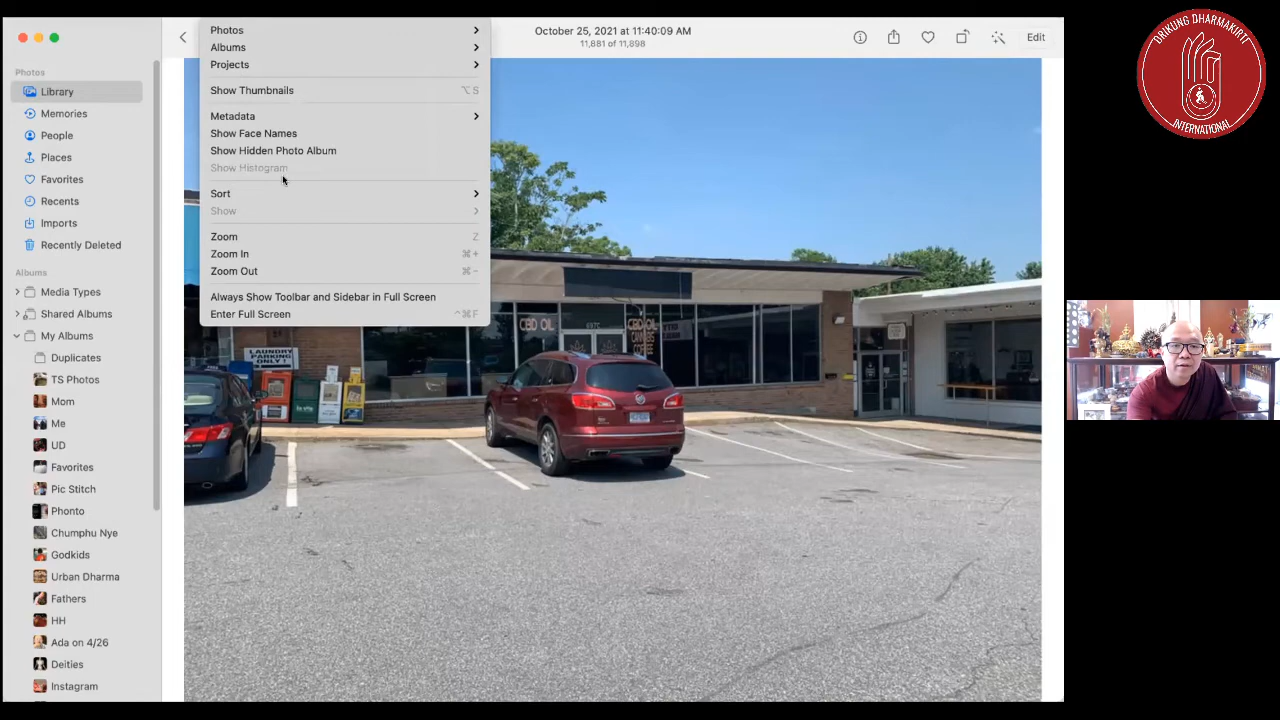 Photos
Library
Memories
People
Places
Favorites
Recents
Imports
Recently Deleted
Albums
Media Types
Shared Albums
My Albums
Duplicates
TS Photos
Mom
Me
UD
Favorites
Pic Stitch
Phonto
Chumphu Nye
Godkids
Urban Dharma
Fathers
HH
Ada on 4/26
Deities
Instagram
Photos
Albums
Projects
Show Thumbnails ⌥S
Metadata
Show Face Names
Show Hidden Photo Album
Show Histogram
Sort
Show
Zoom Z
Zoom In ⌘+
Zoom Out ⌘-
Always Show Toolbar and Sidebar in Full Screen
Enter Full Screen ^⌘F
October 25, 2021 at 11:40:09 AM
11,881 of 11,898
Edit
LAUNDRY
PARKING
ONLY!
CBD OIL
CBD OIL
CANNABIS
COFFEE
DRIKUNG DHARMAKIRTI
INTERNATIONAL